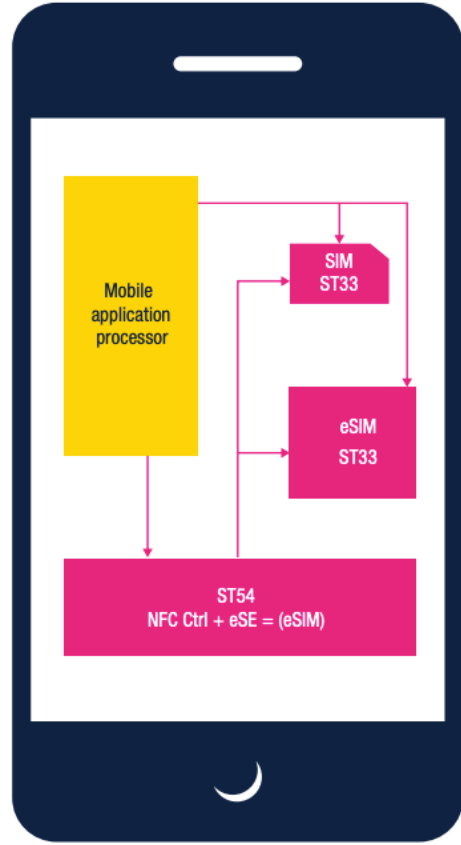 Mobile
application
processor
SIM
ST33
eSIM
ST33
ST54
NFC Ctrl + eSE = (eSIM)